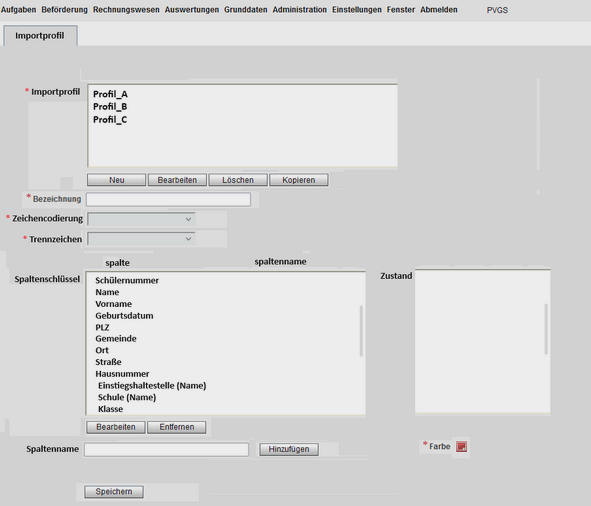 Aufgaben Beförderung Rechnungswesen Auswertungen Grunddaten Administration Einstellungen Fenster Abmelden PVGS
Importprofil
* Importprofil
Profil_A
Profil_B
Profil_C
Neu Bearbeiten Löschen Kopieren
* Bezeichnung
* Zeichencodierung
* Trennzeichen
spalte spaltenname
Spaltenschlüssel Zustand
Schülernummer
Name
Vorname
Geburtsdatum
PLZ
Gemeinde
Ort
Straße
Hausnummer
Einstiegshaltestelle (Name)
Schule (Name)
Klasse
Bearbeiten Entfernen
Spaltenname Hinzufügen * Farbe
Speichern